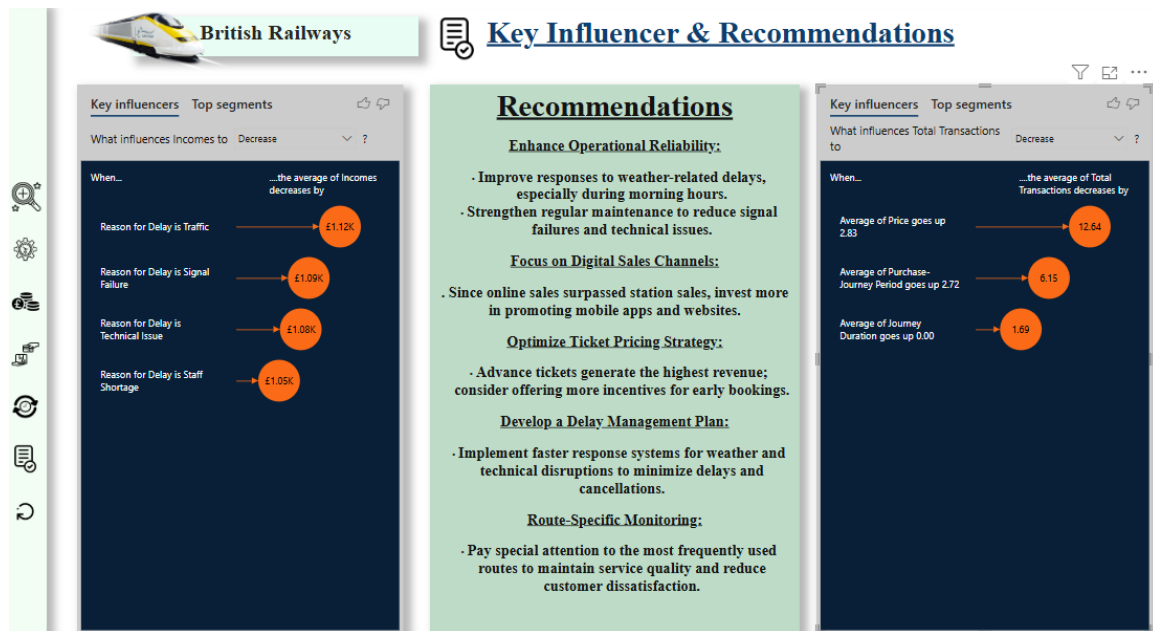 British Railways
Key Influencer & Recommendations
Key influencers Top segments
What influences Incomes to Decrease ?
When...
....the average of Incomes
decreases by
Reason for Delay is Traffic
£1.12K
Reason for Delay is Signal
Failure
£1.09K
Reason for Delay is
Technical Issue
£1.08K
Reason for Delay is Staff
Shortage
£1.05K
Recommendations
Enhance Operational Reliability:
· Improve responses to weather-related delays,
especially during morning hours.
· Strengthen regular maintenance to reduce signal
failures and technical issues.
Focus on Digital Sales Channels:
. Since online sales surpassed station sales, invest more
in promoting mobile apps and websites.
Optimize Ticket Pricing Strategy:
· Advance tickets generate the highest revenue;
consider offering more incentives for early bookings.
Develop a Delay Management Plan:
· Implement faster response systems for weather and
technical disruptions to minimize delays and
cancellations.
Route-Specific Monitoring:
· Pay special attention to the most frequently used
routes to maintain service quality and reduce
customer dissatisfaction.
Key influencers Top segments
What influences Total Transactions
to
Decrease ?
When...
....the average of Total
Transactions decreases by
Average of Price goes up
2.83
12.64
Average of Purchase-
Journey Period goes up 2.72
6.15
Average of Journey
Duration goes up 0.00
1.69